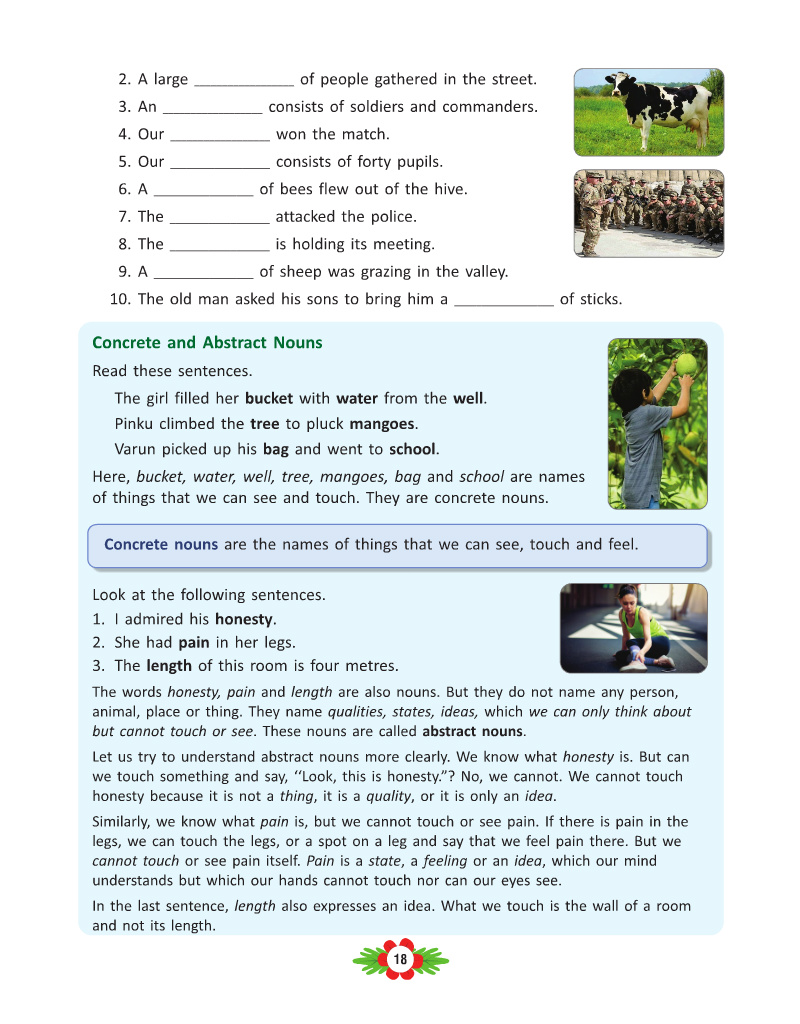 2. A large ____________ of people gathered in the street.
3. An ____________ consists of soldiers and commanders.
4. Our ____________ won the match.
5. Our ____________ consists of forty pupils.
6. A ____________ of bees flew out of the hive.
7. The ____________ attacked the police.
8. The ____________ is holding its meeting.
9. A ____________ of sheep was grazing in the valley.
10. The old man asked his sons to bring him a ____________ of sticks.
Concrete and Abstract Nouns
Read these sentences.
The girl filled her bucket with water from the well.
Pinku climbed the tree to pluck mangoes.
Varun picked up his bag and went to school.
Here, bucket, water, well, tree, mangoes, bag and school are names
of things that we can see and touch. They are concrete nouns.
Concrete nouns are the names of things that we can see, touch and feel.
Look at the following sentences.
1. I admired his honesty.
2. She had pain in her legs.
3. The length of this room is four metres.
The words honesty, pain and length are also nouns. But they do not name any person,
animal, place or thing. They name qualities, states, ideas, which we can only think about
but cannot touch or see. These nouns are called abstract nouns.
Let us try to understand abstract nouns more clearly. We know what honesty is. But can
we touch something and say, ‘‘Look, this is honesty.”? No, we cannot. We cannot touch
honesty because it is not a thing, it is a quality, or it is only an idea.
Similarly, we know what pain is, but we cannot touch or see pain. If there is pain in the
legs, we can touch the legs, or a spot on a leg and say that we feel pain there. But we
cannot touch or see pain itself. Pain is a state, a feeling or an idea, which our mind
understands but which our hands cannot touch nor can our eyes see.
In the last sentence, length also expresses an idea. What we touch is the wall of a room
and not its length.
18